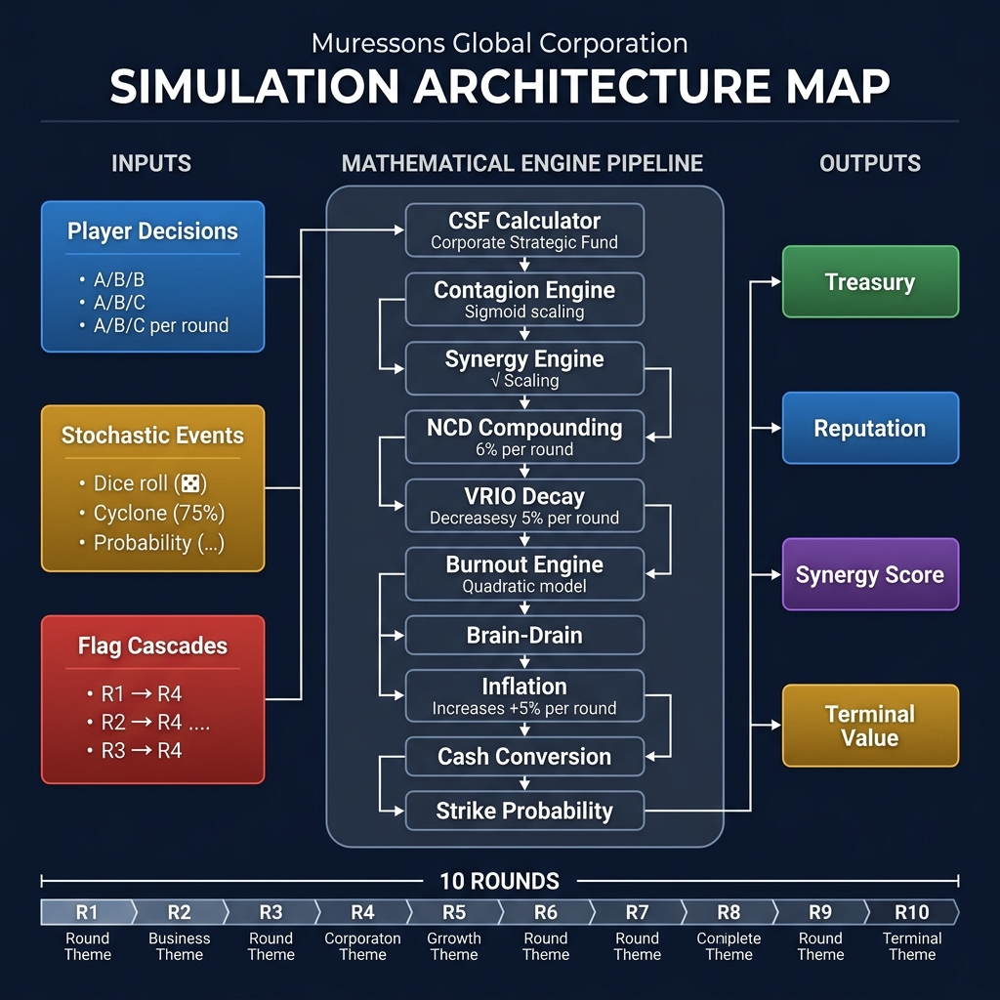 Muressons Global Corporation
SIMULATION ARCHITECTURE MAP
INPUTS
MATHEMATICAL ENGINE PIPELINE
OUTPUTS
Player Decisions
• A/B/B
• A/B/C
• A/B/C per round
Stochastic Events
• Dice roll (🎲)
• Cyclone (75%)
• Probability (...)
Flag Cascades
• R1 → R4
• R2 → R4 ....
• R3 → R4
CSF Calculator
Corporate Strategic Fund
Contagion Engine
Sigmoid scaling
Synergy Engine
√ Scaling
NCD Compounding
6% per round
VRIO Decay
Decreasesy 5% per round
Burnout Engine
Quadratic model
Brain-Drain
Inflation
Increases +5% per round
Cash Conversion
Strike Probability
Treasury
Reputation
Synergy Score
Terminal
Value
10 ROUNDS
R1 R2 R3 R4 R5 R6 R7 R8 R9 R10
Round Business Round Corporaton Grrowth Round Round Coniplete Round Terminal
Theme Theme Theme Theme Theme Theme Theme Theme Theme Theme